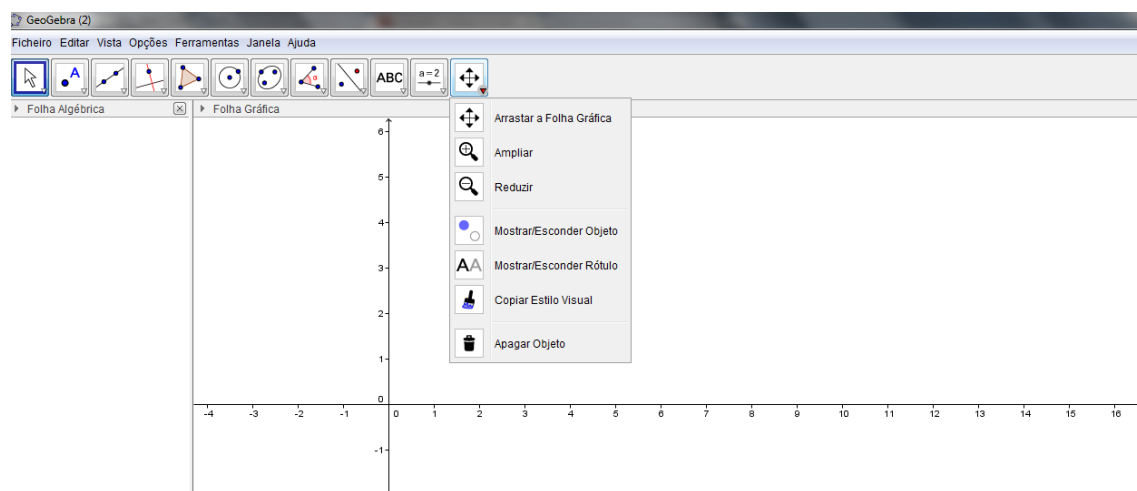 GeoGebra (2)
Ficheiro Editar Vista Opções Ferramentas Janela Ajuda
A α ABC a=2
Folha Algébrica Folha Gráfica
Arrastar a Folha Gráfica
Ampliar
Reduzir
Mostrar/Esconder Objeto
AA Mostrar/Esconder Rótulo
Copiar Estilo Visual
Apagar Objeto
6
5
4
3
2
1
0
-4 -3 -2 -1 0 1 2 3 4 5 6 7 8 9 10 11 12 13 14 15 16
-1